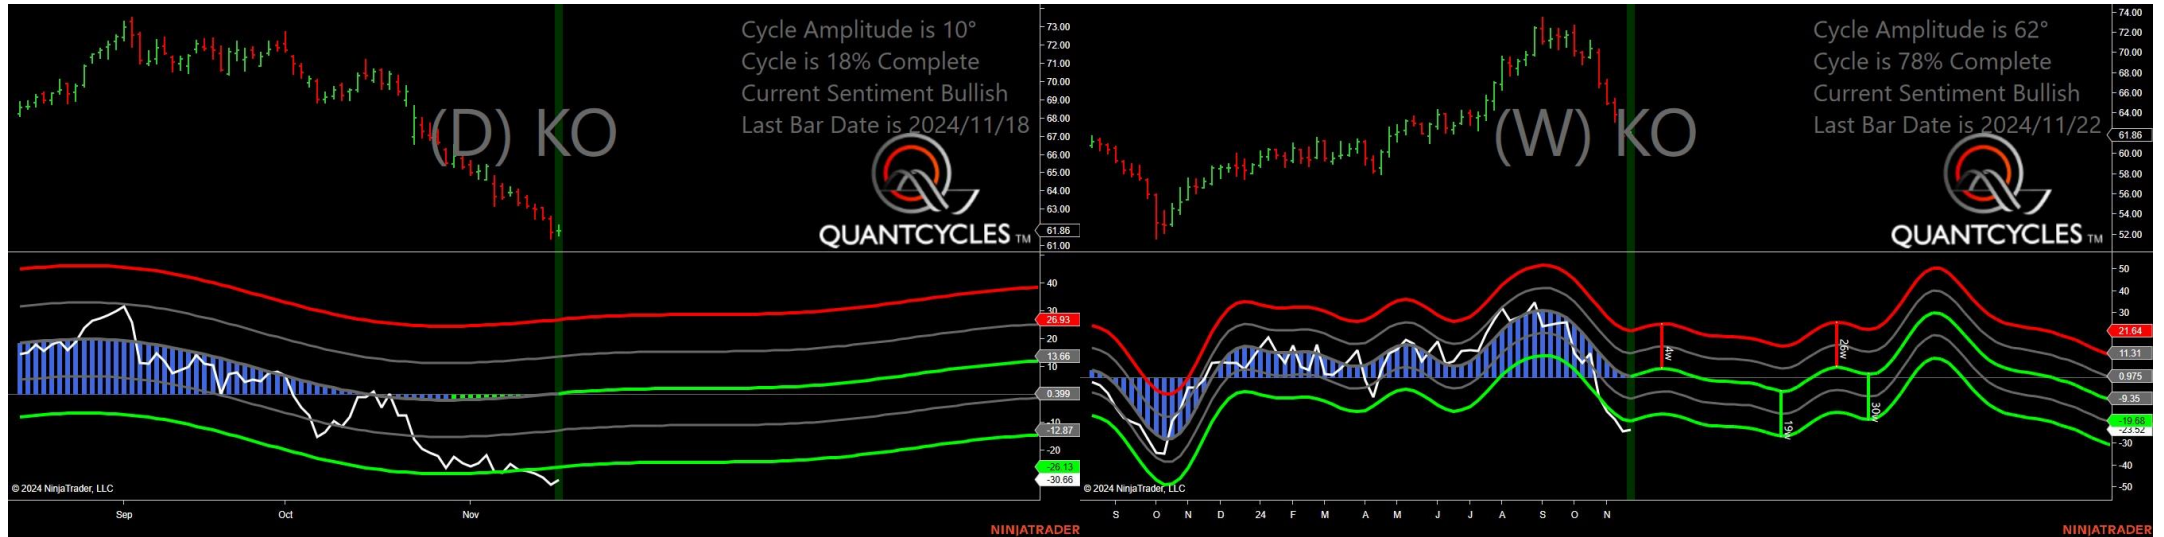 Cycle Amplitude is 10°
Cycle is 18% Complete
Current Sentiment Bullish
Last Bar Date is 2024/11/18
(D) KO
QUANTCYCLES TM
73.00
72.00
71.00
70.00
69.00
68.00
67.00
66.00
65.00
64.00
63.00
61.86
61.00
40
30
26.93
20
13.66
10
0.399
-10
-12.87
-20
-26.13
-30.66
© 2024 NinjaTrader, LLC
Sep Oct Nov
NINJATRADER
Cycle Amplitude is 62°
Cycle is 78% Complete
Current Sentiment Bullish
Last Bar Date is 2024/11/22
(W) KO
QUANTCYCLES TM
74.00
72.00
70.00
68.00
66.00
64.00
61.86
60.00
58.00
56.00
54.00
52.00
50
40
30
21.64
11.31
0.975
-9.35
-19.68
-23.52
-30
-40
-50
4w
19w
26w
30w
© 2024 NinjaTrader, LLC
S O N D 24 F M A M J J A S O N
NINJATRADER